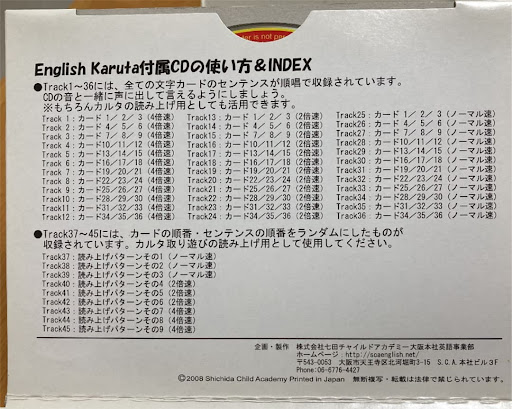 lar is not per
English Karuta付属CDの使い方＆INDEX
●Track1～36には、全ての文字カードのセンテンスが順唱で収録されています。
CDの音と一緒に声に出して言えるようにしましょう。
※もちろんカルタの読み上げ用としても活用できます。
Track 1：カード 1／ 2／ 3 (4倍速) Track13：カード 1／ 2／ 3 (2倍速) Track25：カード 1／ 2／ 3 (ノーマル速)
Track 2：カード 4／ 5／ 6 (4倍速) Track14：カード 4／ 5／ 6 (2倍速) Track26：カード 4／ 5／ 6 (ノーマル速)
Track 3：カード 7／ 8／ 9 (4倍速) Track15：カード 7／ 8／ 9 (2倍速) Track27：カード 7／ 8／ 9 (ノーマル速)
Track 4：カード10／11／12 (4倍速) Track16：カード10／11／12 (2倍速) Track28：カード10／11／12 (ノーマル速)
Track 5：カード13／14／15 (4倍速) Track17：カード13／14／15 (2倍速) Track29：カード13／14／15 (ノーマル速)
Track 6：カード16／17／18 (4倍速) Track18：カード16／17／18 (2倍速) Track30：カード16／17／18 (ノーマル速)
Track 7：カード19／20／21 (4倍速) Track19：カード19／20／21 (2倍速) Track31：カード19／20／21 (ノーマル速)
Track 8：カード22／23／24 (4倍速) Track20：カード22／23／24 (2倍速) Track32：カード22／23／24 (ノーマル速)
Track 9：カード25／26／27 (4倍速) Track21：カード25／26／27 (2倍速) Track33：カード25／26／27 (ノーマル速)
Track10：カード28／29／30 (4倍速) Track22：カード28／29／30 (2倍速) Track34：カード28／29／30 (ノーマル速)
Track11：カード31／32／33 (4倍速) Track23：カード31／32／33 (2倍速) Track35：カード31／32／33 (ノーマル速)
Track12：カード34／35／36 (4倍速) Track24：カード34／35／36 (2倍速) Track36：カード34／35／36 (ノーマル速)
●Track37～45には、カードの順番・センテンスの順番をランダムにしたものが
収録されています。カルタ取り遊びの読み上げ用として使用してください。
Track37：読み上げパターンその1 (ノーマル速)
Track38：読み上げパターンその2 (ノーマル速)
Track39：読み上げパターンその3 (ノーマル速)
Track40：読み上げパターンその4 (2倍速)
Track41：読み上げパターンその5 (2倍速)
Track42：読み上げパターンその6 (2倍速)
Track43：読み上げパターンその7 (4倍速)
Track44：読み上げパターンその8 (4倍速)
Track45：読み上げパターンその9 (4倍速)
企画・製作 株式会社七田チャイルドアカデミー大阪本社英語事業部
ホームページ：http://scaenglish.net/
〒543-0053 大阪市天王寺区北河堀町3-15 S.C.A.本社ビル3F
Phone:06-6776-4427
©2008 Shichida Child Academy Printed in Japan 無断複写・転載は法律で禁じられています。